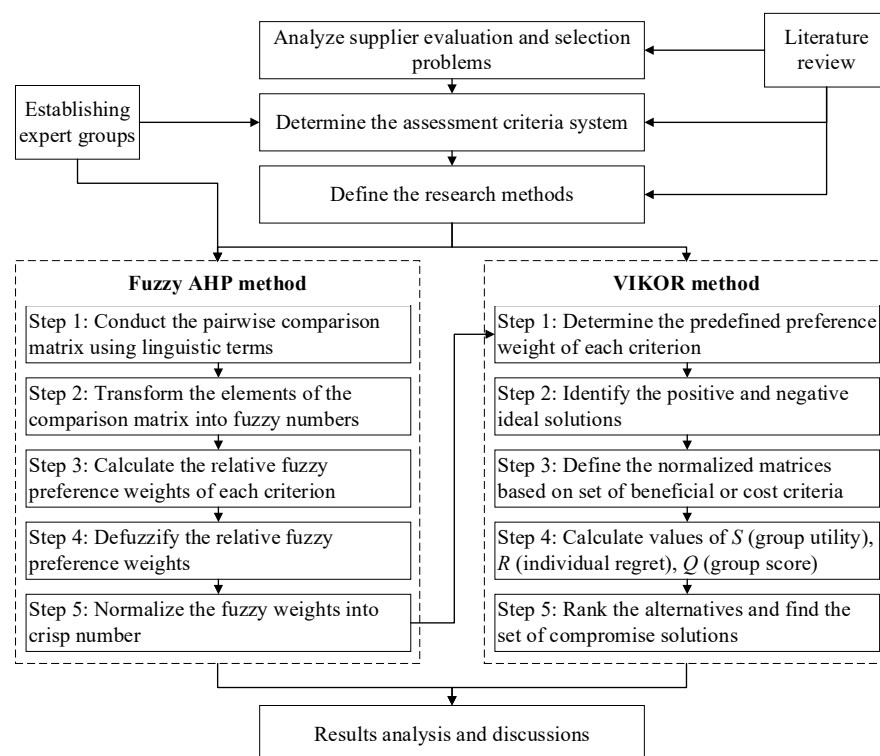 Analyze supplier evaluation and selection
problems
Literature
review
Establishing
expert groups
Determine the assessment criteria system
Define the research methods
Fuzzy AHP method
Step 1: Conduct the pairwise comparison
matrix using linguistic terms
Step 2: Transform the elements of the
comparison matrix into fuzzy numbers
Step 3: Calculate the relative fuzzy
preference weights of each criterion
Step 4: Defuzzify the relative fuzzy
preference weights
Step 5: Normalize the fuzzy weights into
crisp number
VIKOR method
Step 1: Determine the predefined preference
weight of each criterion
Step 2: Identify the positive and negative
ideal solutions
Step 3: Define the normalized matrices
based on set of beneficial or cost criteria
Step 4: Calculate values of S (group utility),
R (individual regret), Q (group score)
Step 5: Rank the alternatives and find the
set of compromise solutions
Results analysis and discussions